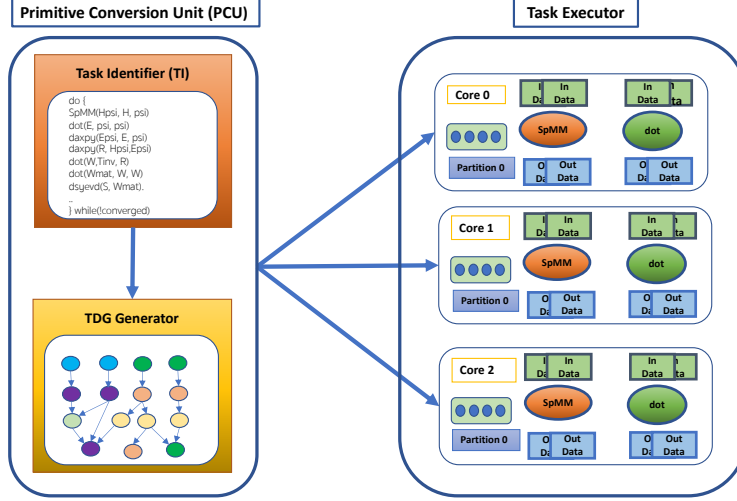 Primitive Conversion Unit (PCU)
Task Identifier (TI)
do {
SpMM(Hpsi, H, psi)
dot(E, psi, psi)
daxpy(Epsi, E, psi)
daxpy(R, Hpsi,Epsi)
dot(W,Tinv, R)
dot(Wmat, W, W)
dsyevd(S, Wmat).
..
} while(!converged)
TDG Generator
Task Executor
Core 0
In
Data
In
Data
SpMM
dot
Partition 0
Out
Data
Out
Data
Core 1
In
Data
In
Data
SpMM
dot
Partition 0
Out
Data
Out
Data
Core 2
In
Data
In
Data
SpMM
dot
Partition 0
Out
Data
Out
Data